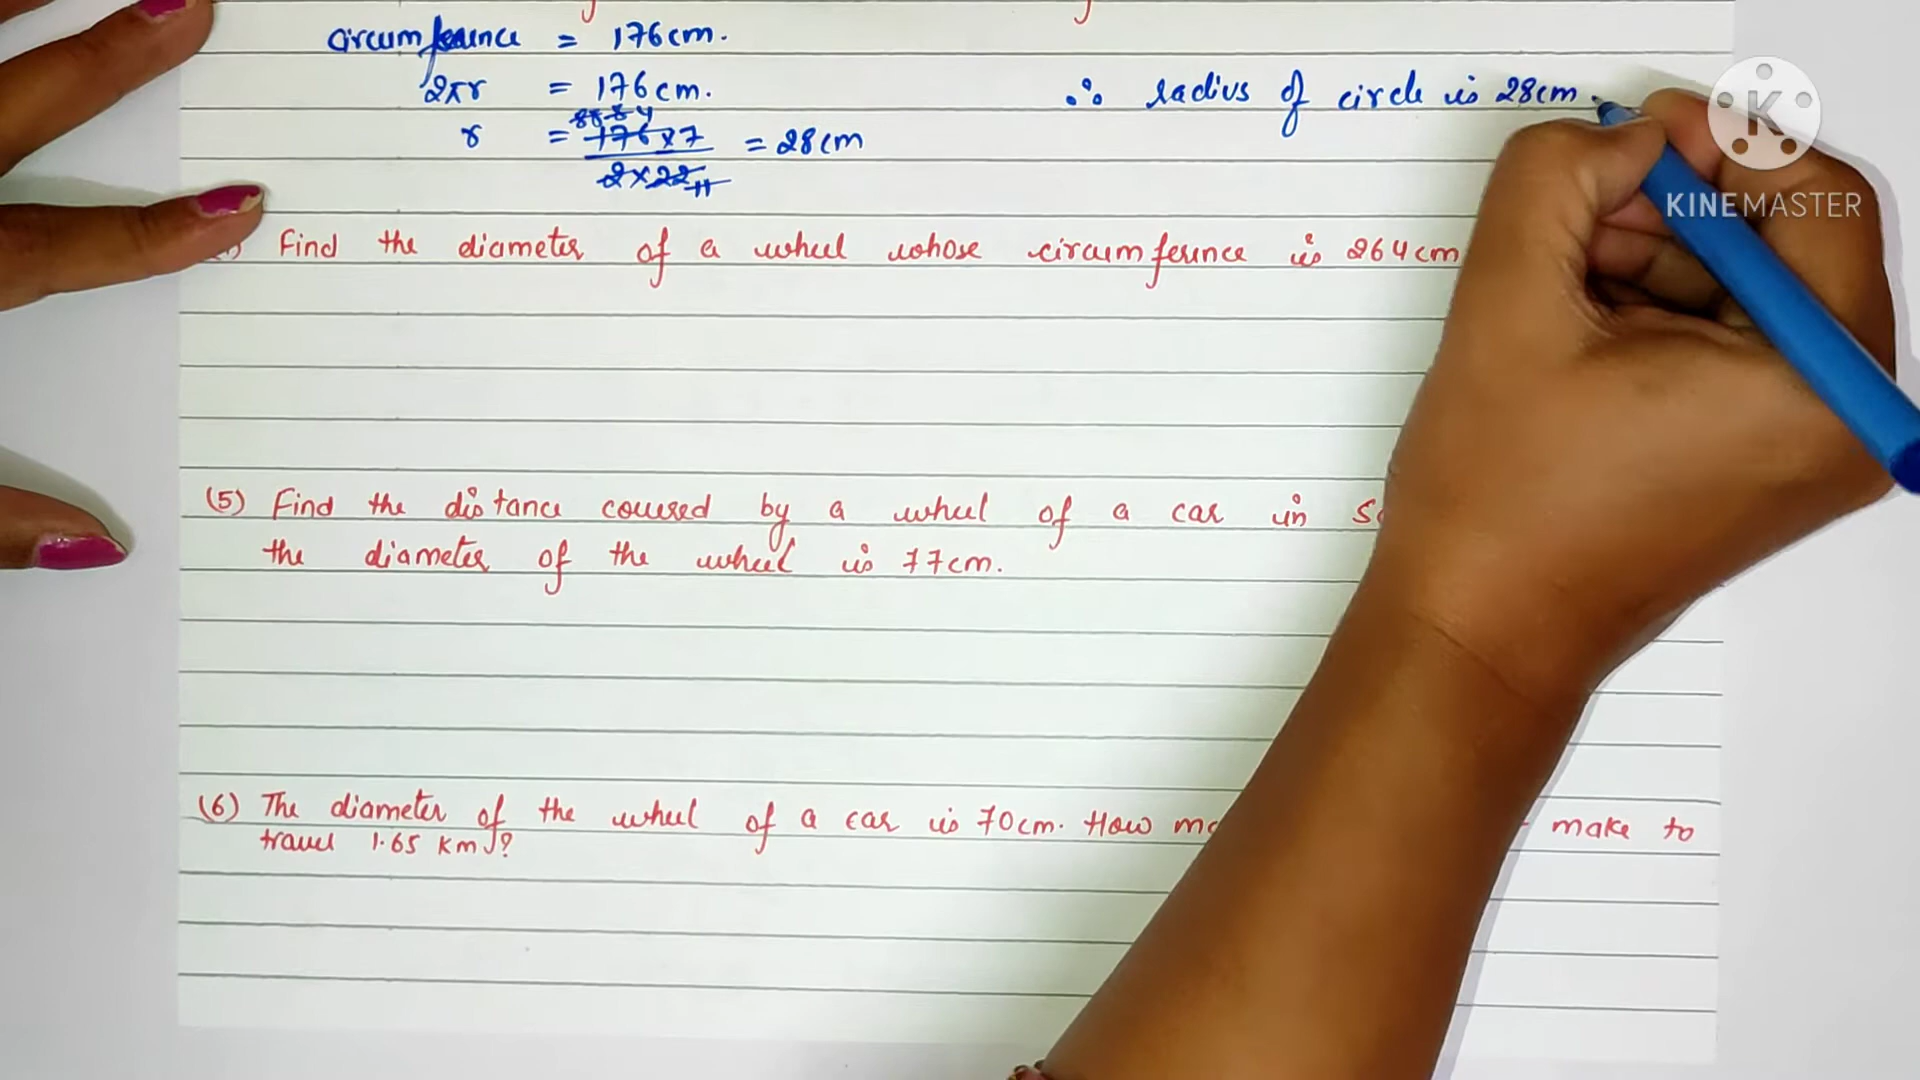 circumference = 176cm.
2πr = 176cm.
∴ radius of circle is 28cm.
r = 176×7 = 28cm
2×22
Find the diameter of a wheel whose circumference is 264cm
(5) Find the distance covered by a wheel of a car in
the diameter of the wheel is 77cm.
(6) The diameter of the wheel of a car is 70cm. How make to
travel 1.65 km?
K
KINEMASTER